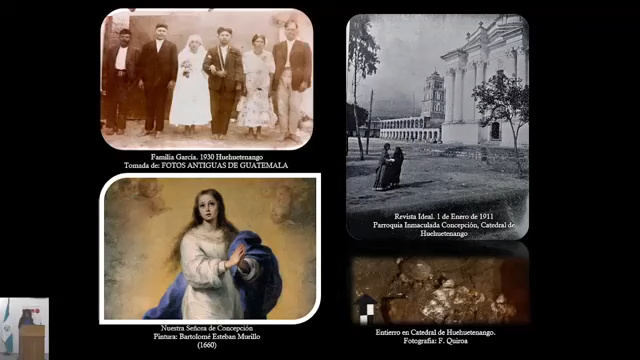 Familia García. 1930 Huehuetenango
Tomada de: FOTOS ANTIGUAS DE GUATEMALA
Revista Ideal. 1 de Enero de 1911
Parroquia Inmaculada Concepción, Catedral de
Huehuetenango
Nuestra Señora de Concepción
Pintura: Bartolomé Esteban Murillo
(1660)
Entierro en Catedral de Huehuetenango.
Fotografía: F. Quiroa